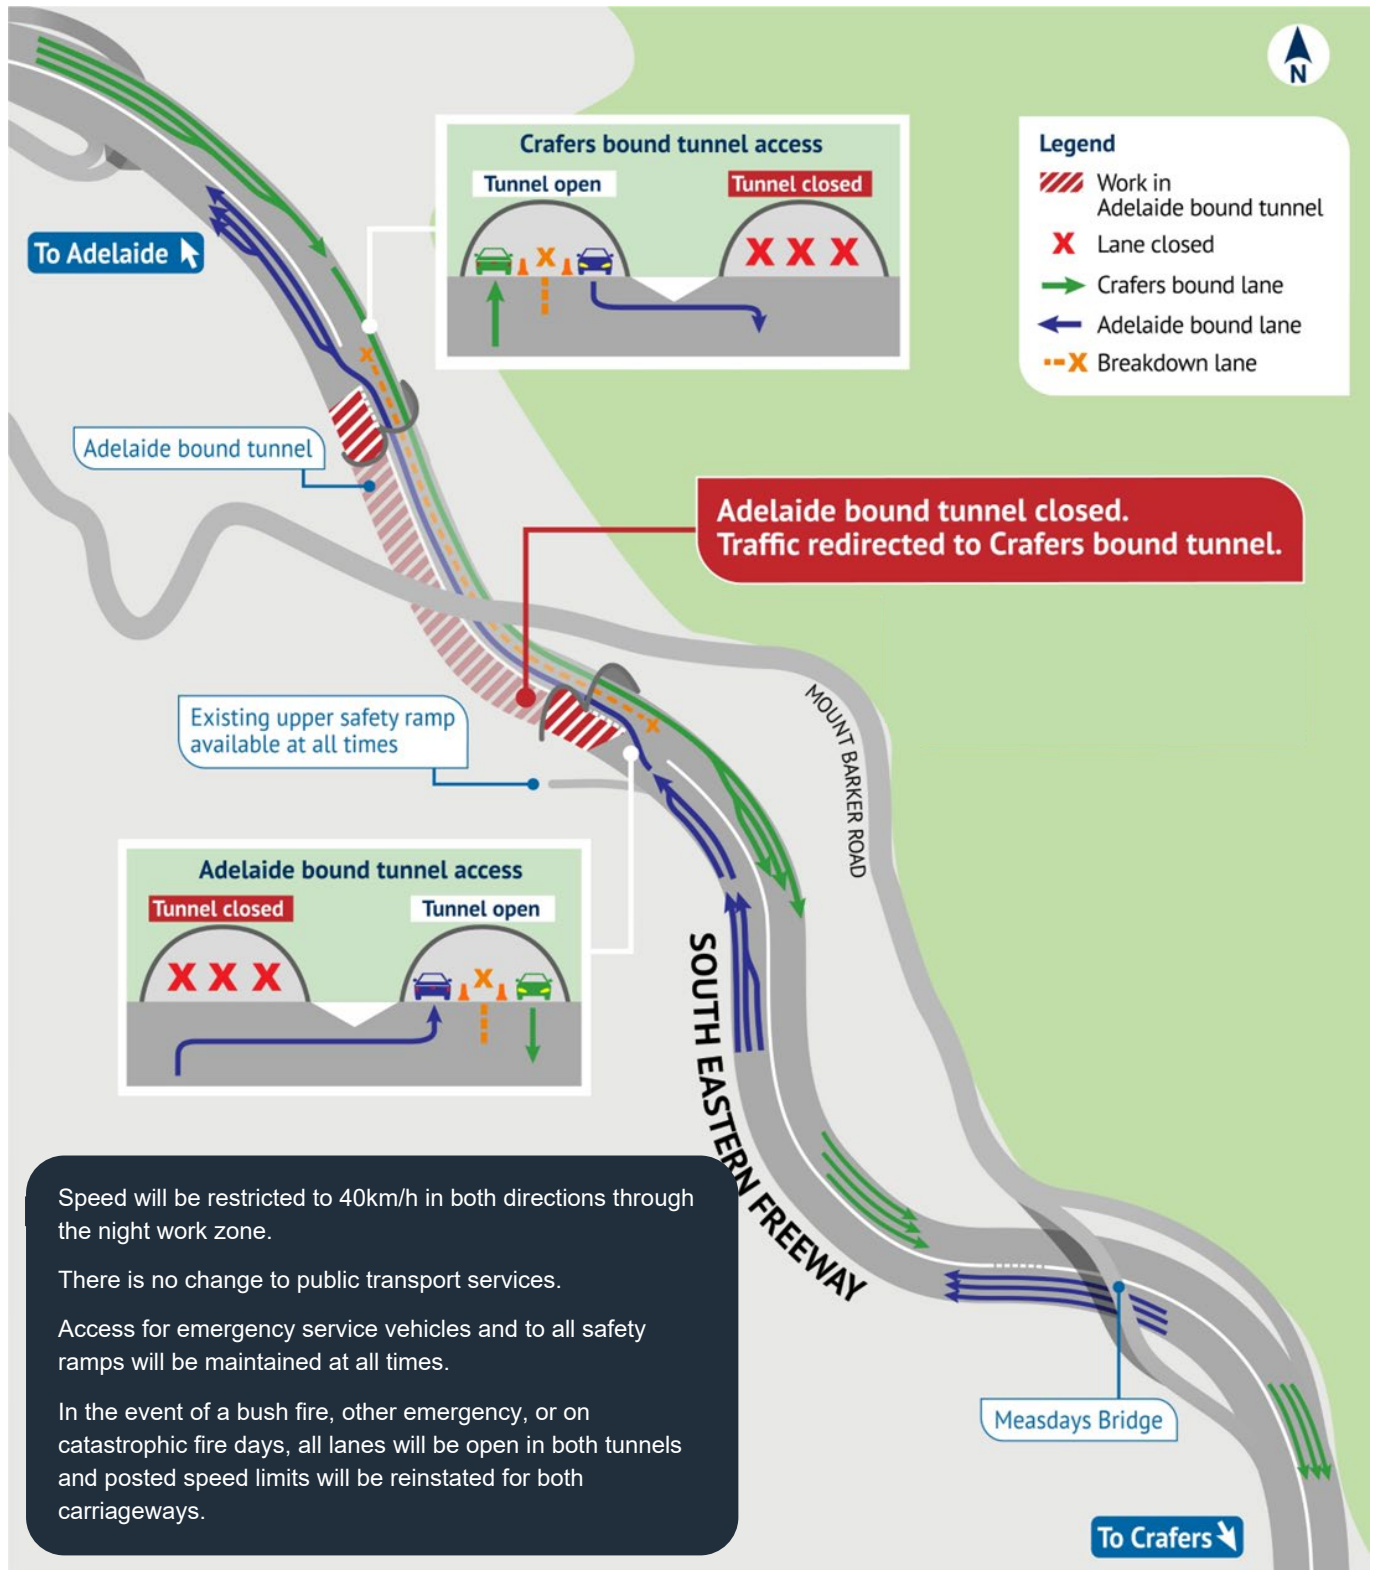 N
Crafers bound tunnel access
Tunnel open
Tunnel closed
X
X X X
Legend
Work in
Adelaide bound tunnel
X Lane closed
Crafers bound lane
Adelaide bound lane
X Breakdown lane
To Adelaide
X
Adelaide bound tunnel
Adelaide bound tunnel closed.
Traffic redirected to Crafers bound tunnel.
Existing upper safety ramp
available at all times
X
MOUNT BARKER ROAD
Adelaide bound tunnel access
Tunnel closed
Tunnel open
X X X
X
SOUTH EASTERN FREEWAY
Speed will be restricted to 40km/h in both directions through
the night work zone.
There is no change to public transport services.
Access for emergency service vehicles and to all safety
ramps will be maintained at all times.
In the event of a bush fire, other emergency, or on
catastrophic fire days, all lanes will be open in both tunnels
and posted speed limits will be reinstated for both
carriageways.
Measdays Bridge
To Crafers